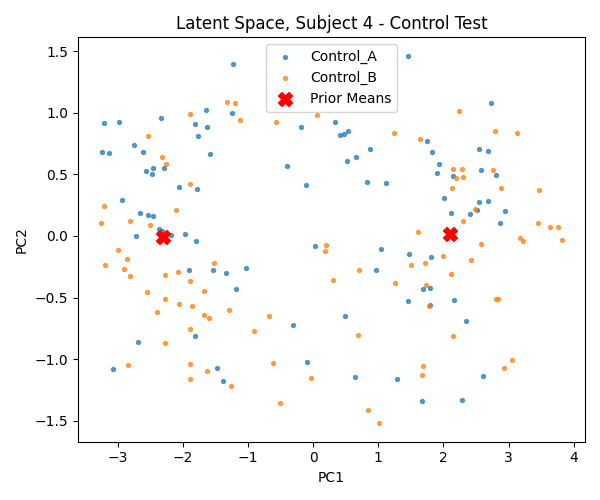 Latent Space, Subject 4 - Control Test
Control_A
Control_B
Prior Means
1.5
1.0
0.5
0.0
−0.5
−1.0
−1.5
PC2
−3
−2
−1
0
1
2
3
4
PC1